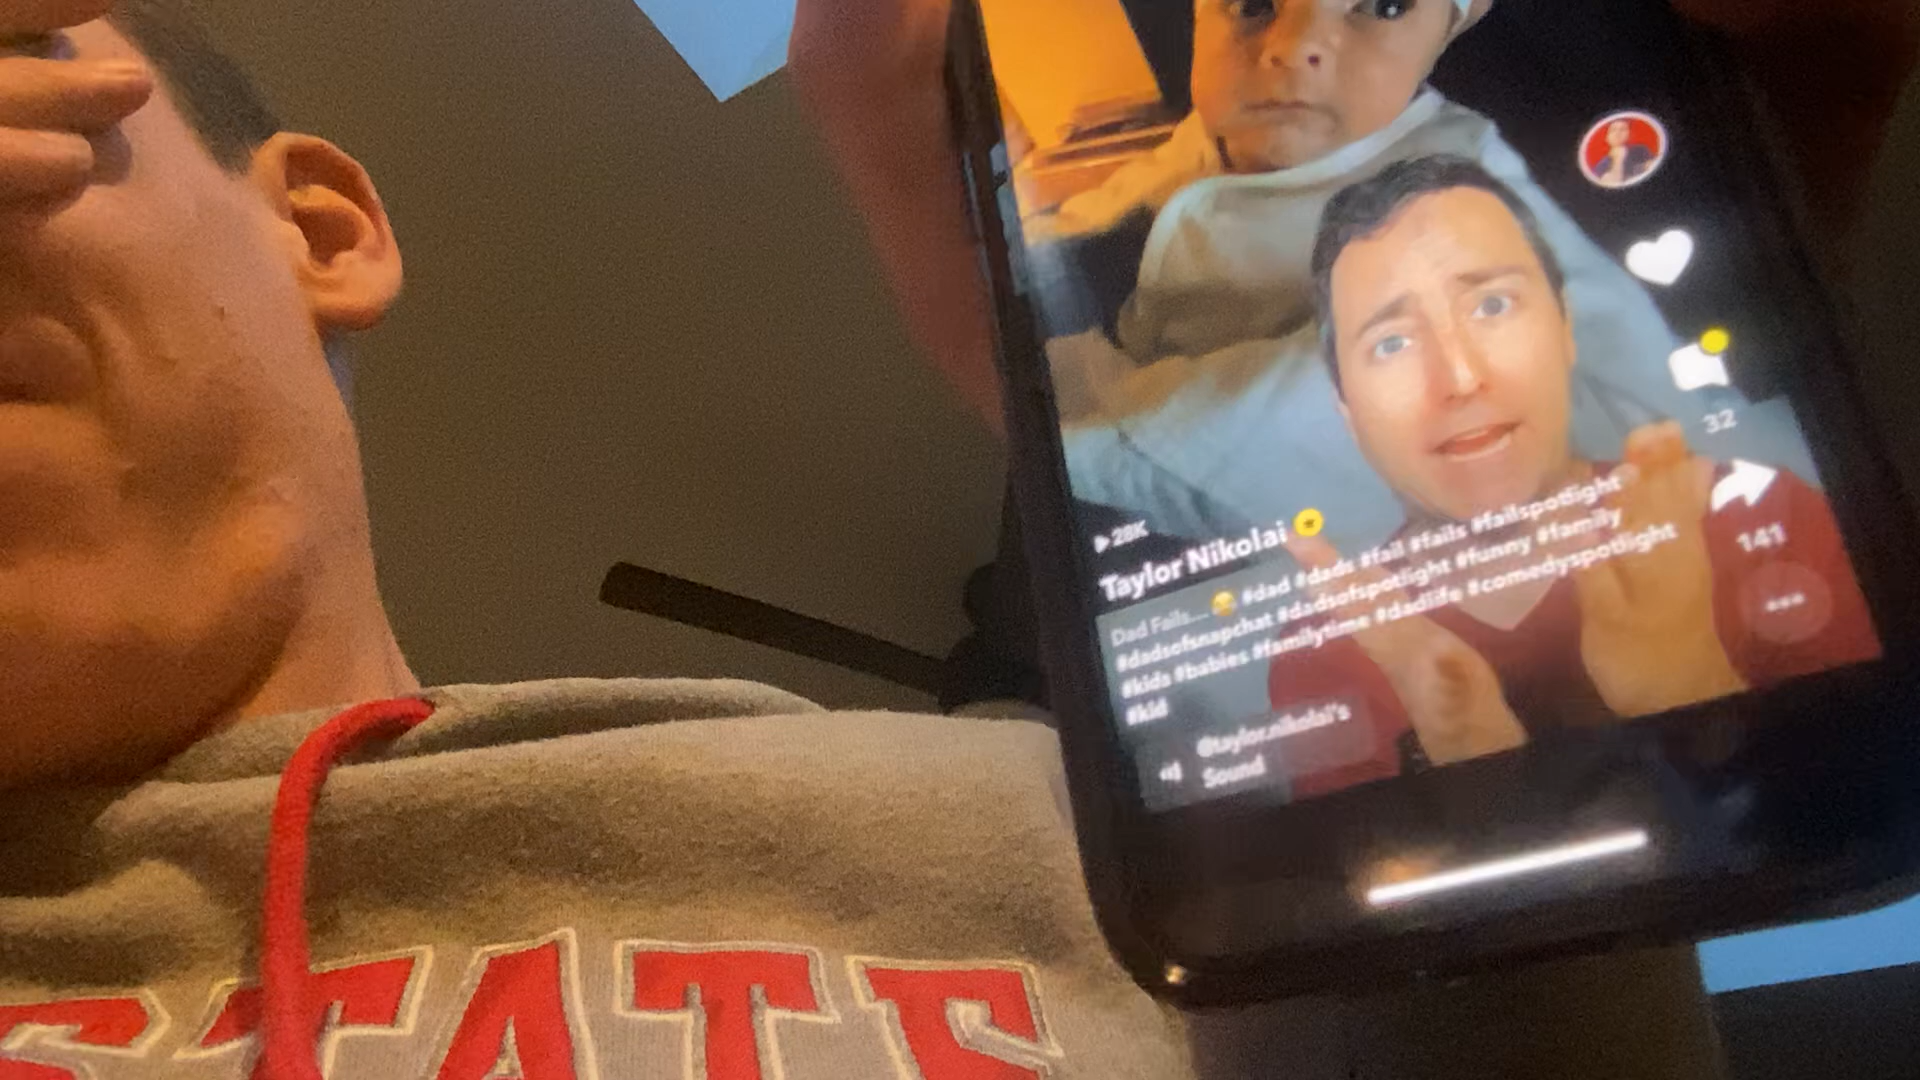 28K
Taylor Nikolai
Dad Fails.... 😂 #dad #dads #fail #fails #failspotlight
#dadsofsnapchat #dadsofspotlight #funny #family
#kids #babies #familytime #dadlife #comedyspotlight
#kid
@taylor.nikolai's
Sound
32
141
STATE